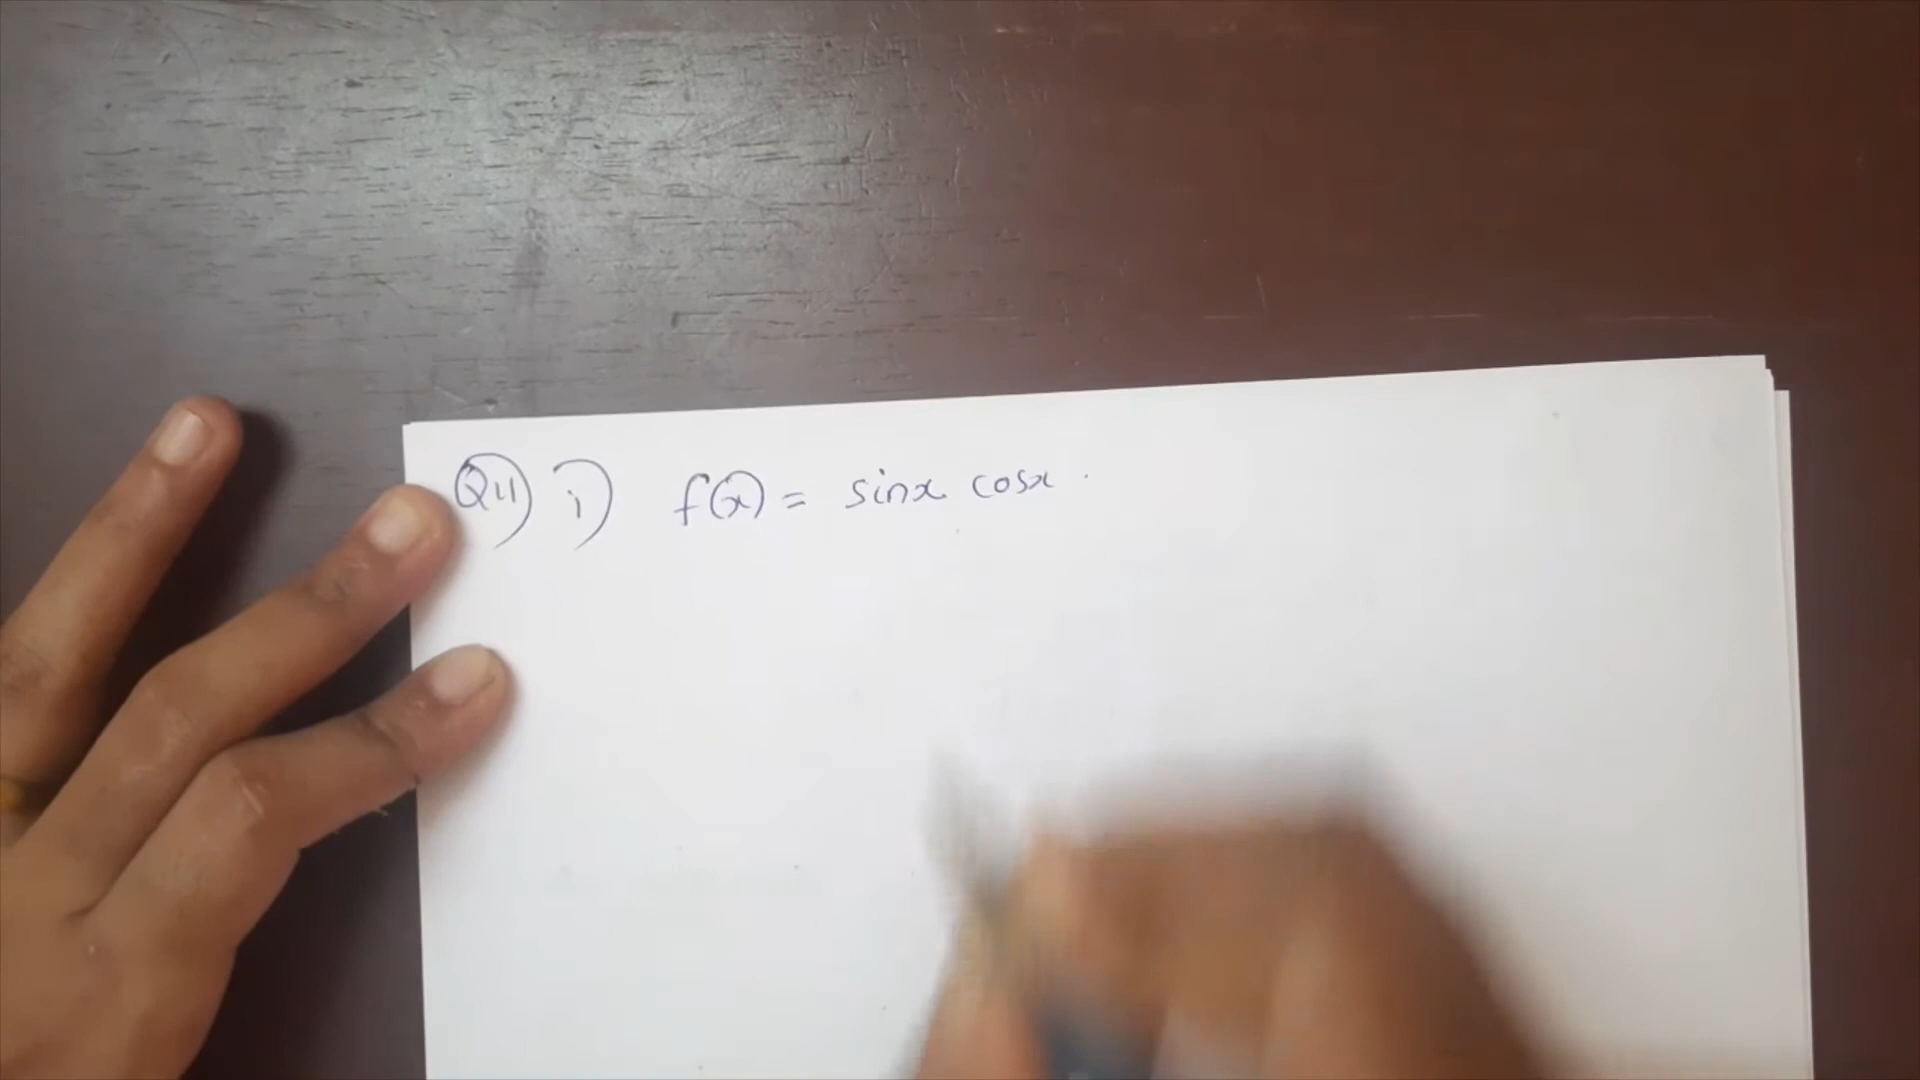 Q11) i) f(x) = sinx cosx.